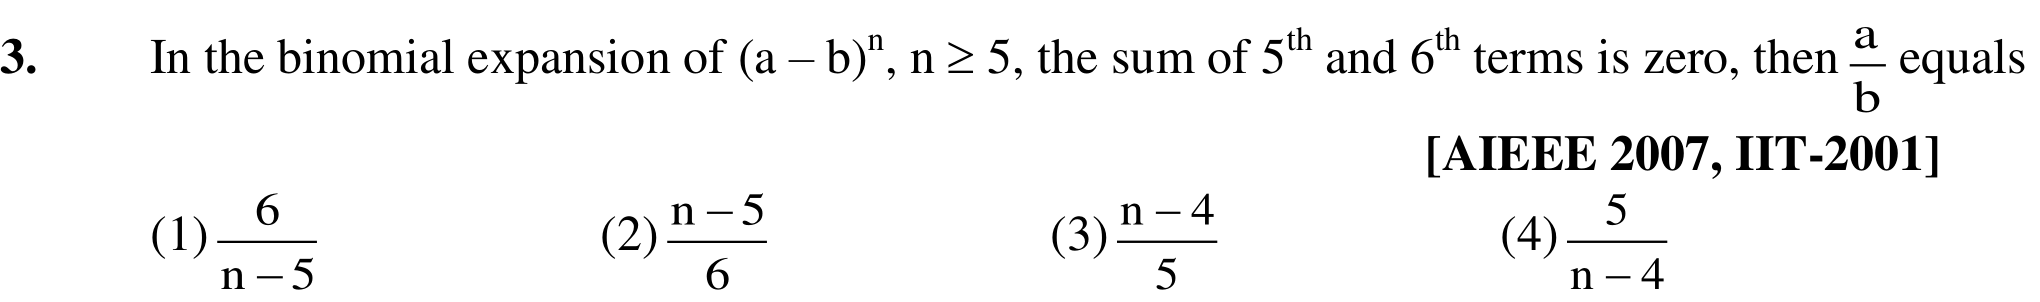 3. In the binomial expansion of (a – b)ⁿ, n ≥ 5, the sum of 5ᵗʰ and 6ᵗʰ terms is zero, then a/b equals
[AIEEE 2007, IIT-2001]
(1) 6/(n – 5) (2) (n – 5)/6 (3) (n – 4)/5 (4) 5/(n – 4)